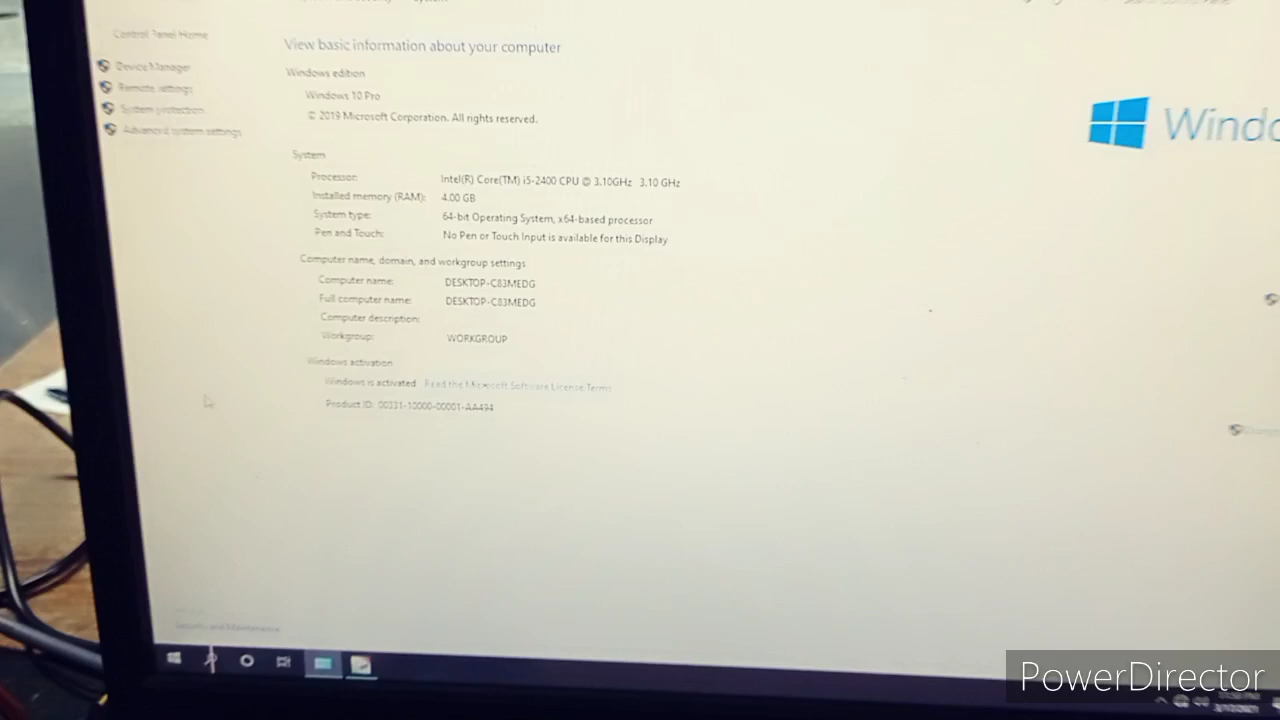 Control Panel Home
Device Manager
Remote settings
System protection
Advanced system settings
View basic information about your computer
Windows edition
Windows 10 Pro
© 2019 Microsoft Corporation. All rights reserved.
System
Processor: Intel(R) Core(TM) i5-2400 CPU @ 3.10GHz 3.10 GHz
Installed memory (RAM): 4.00 GB
System type: 64-bit Operating System, x64-based processor
Pen and Touch: No Pen or Touch Input is available for this Display
Computer name, domain, and workgroup settings
Computer name: DESKTOP-C83MEDG
Full computer name: DESKTOP-C83MEDG
Computer description:
Workgroup: WORKGROUP
Windows activation
Windows is activated Read the Microsoft Software License Terms
Product ID: 00331-10000-00001-AA494
Windo
Security and Maintenance
PowerDirector